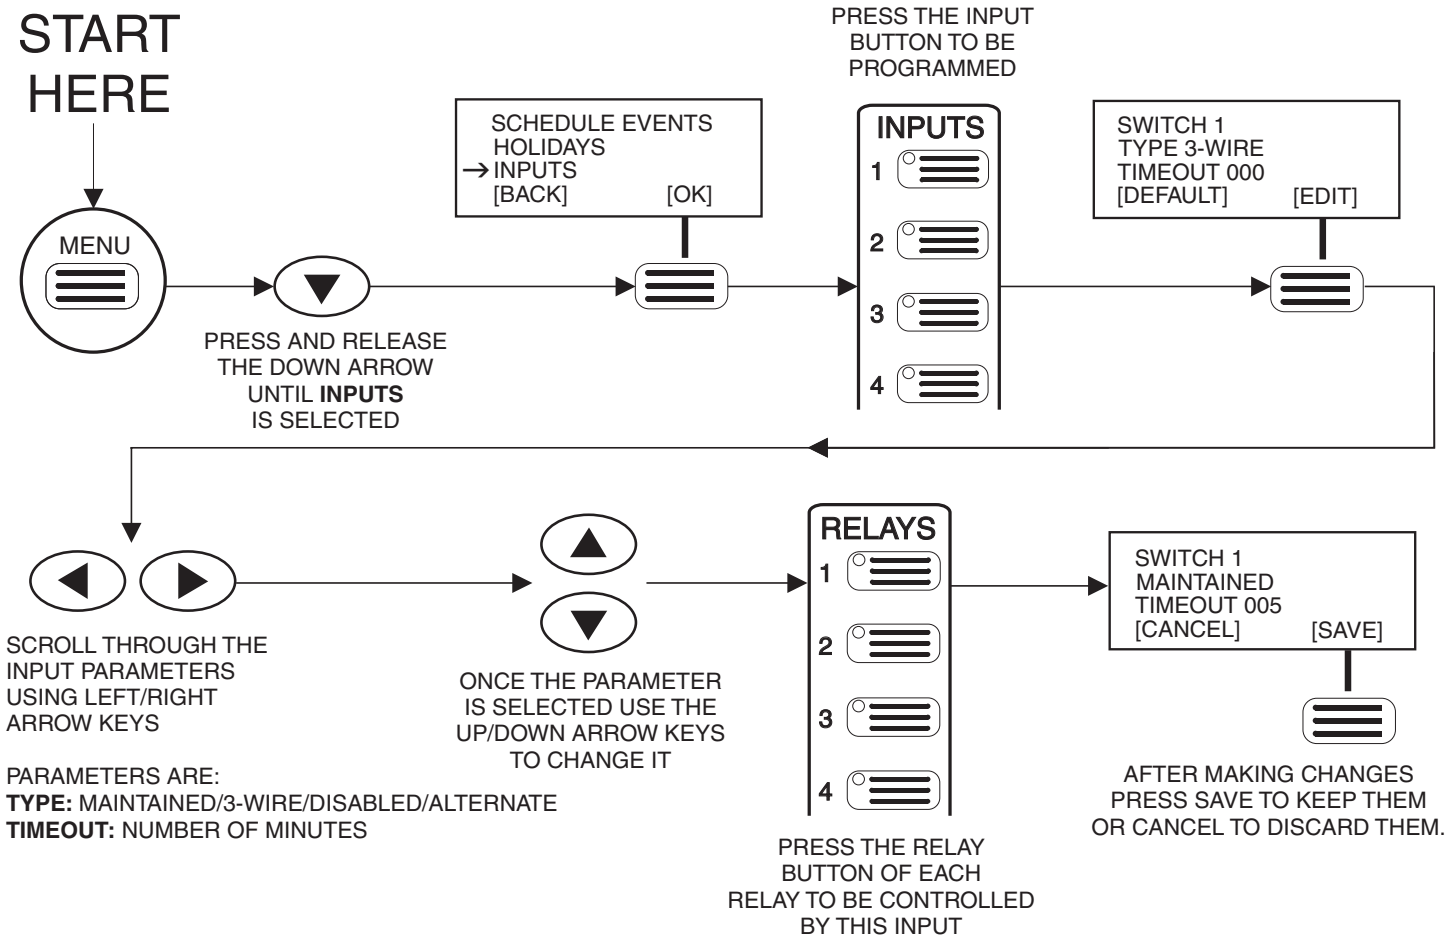 START
HERE
MENU
PRESS AND RELEASE
THE DOWN ARROW
UNTIL INPUTS
IS SELECTED
SCHEDULE EVENTS
HOLIDAYS
→ INPUTS
[BACK] [OK]
PRESS THE INPUT
BUTTON TO BE
PROGRAMMED
INPUTS
1
2
3
4
SWITCH 1
TYPE 3-WIRE
TIMEOUT 000
[DEFAULT] [EDIT]
SCROLL THROUGH THE
INPUT PARAMETERS
USING LEFT/RIGHT
ARROW KEYS
PARAMETERS ARE:
TYPE: MAINTAINED/3-WIRE/DISABLED/ALTERNATE
TIMEOUT: NUMBER OF MINUTES
ONCE THE PARAMETER
IS SELECTED USE THE
UP/DOWN ARROW KEYS
TO CHANGE IT
RELAYS
1
2
3
4
PRESS THE RELAY
BUTTON OF EACH
RELAY TO BE CONTROLLED
BY THIS INPUT
SWITCH 1
MAINTAINED
TIMEOUT 005
[CANCEL] [SAVE]
AFTER MAKING CHANGES
PRESS SAVE TO KEEP THEM
OR CANCEL TO DISCARD THEM.